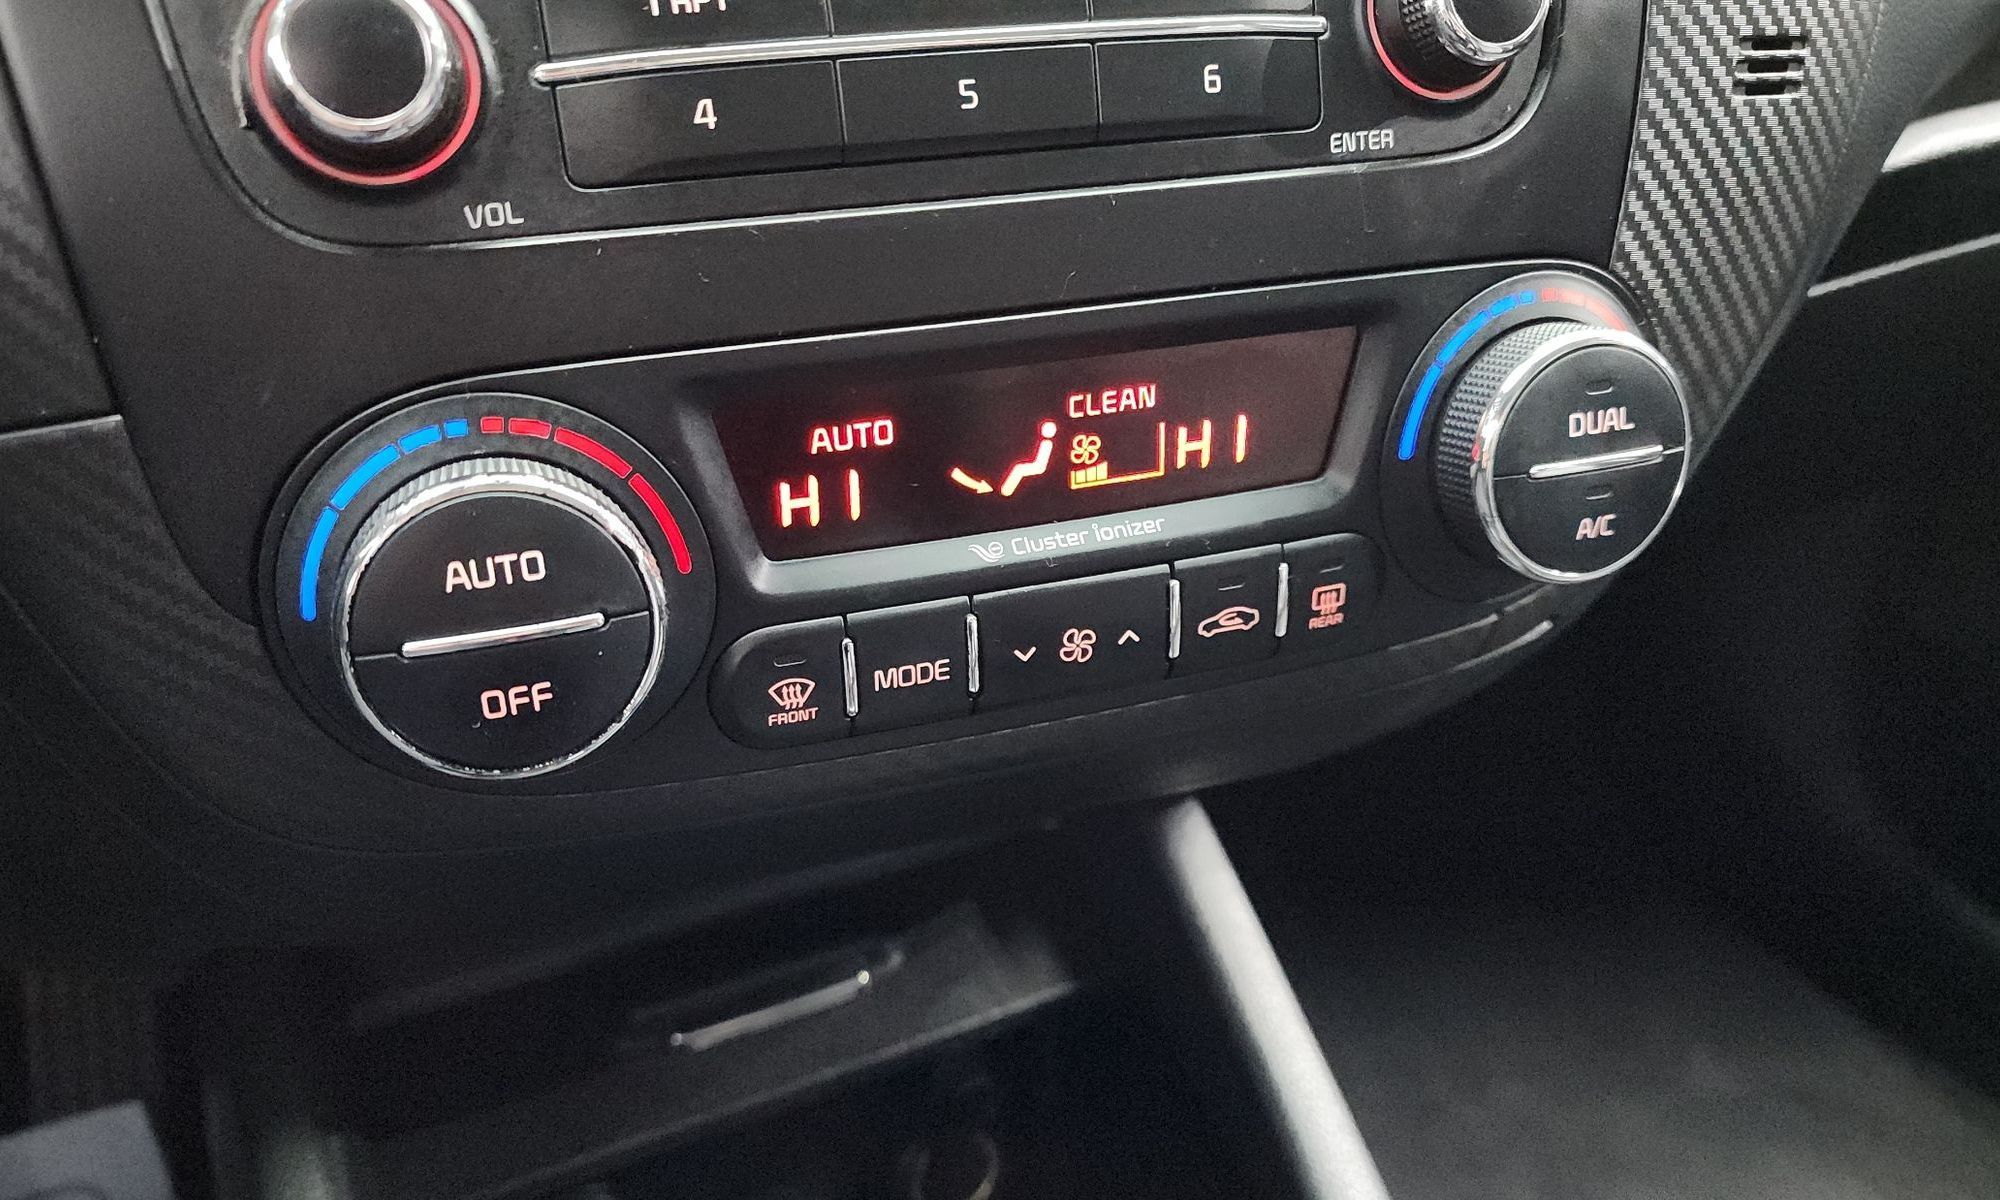 4
5
6
VOL
ENTER
CLEAN
AUTO
HI
HI
Cluster ionizer
DUAL
A/C
AUTO
OFF
FRONT
MODE
REAR